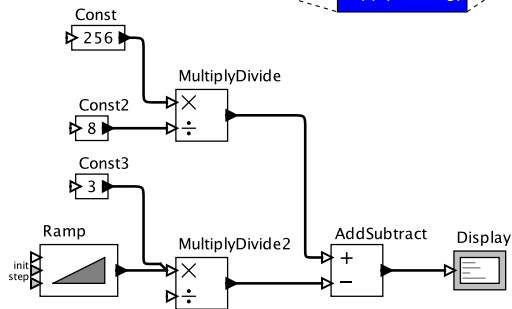 Const
256
MultiplyDivide
×
Const2
8
÷
Const3
3
Ramp
init
step
MultiplyDivide2
×
÷
AddSubtract
+
−
Display